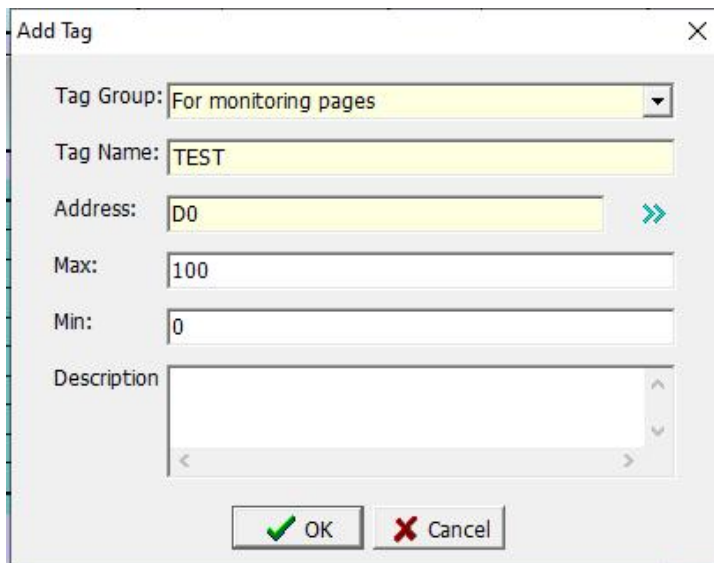 Add Tag
Tag Group: For monitoring pages
Tag Name: TEST
Address: D0
Max: 100
Min: 0
Description
OK Cancel